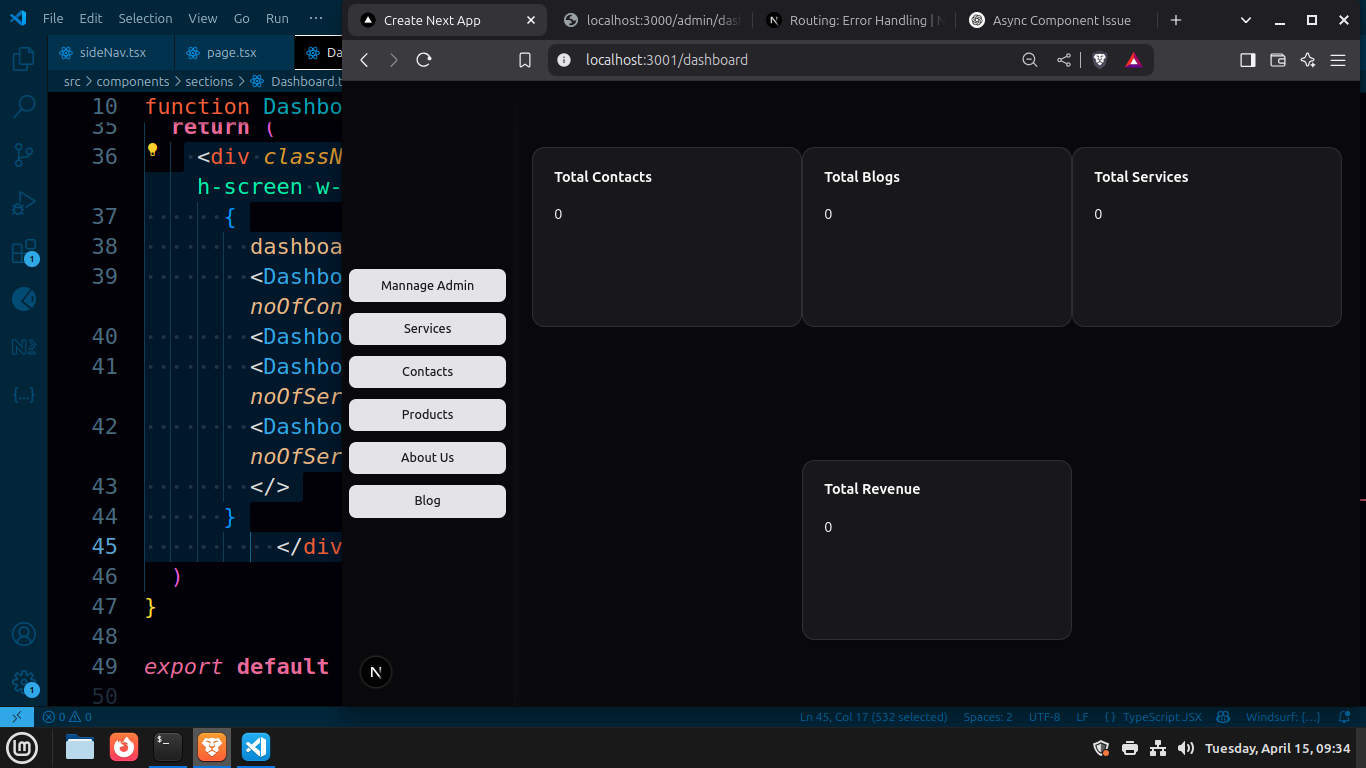 File Edit Selection View Go Run ···
Create Next App
localhost:3000/admin/das
Routing: Error Handling | N
Async Component Issue
sideNav.tsx
page.tsx
Da
localhost:3001/dashboard
src > components > sections > Dashboard.t
10 function Dashbo
35 return (
36 <div classN
h-screen w-
37 {
38 dashboa
39 <Dashbo
noOfCon
40 <Dashbo
41 <Dashbo
noOfSer
42 <Dashbo
noOfSer
43 </>
44 }
45 </div
46 )
47 }
48
49 export default
50
Total Contacts
0
Total Blogs
0
Total Services
0
Mannage Admin
Services
Contacts
Products
About Us
Blog
Total Revenue
0
N
1
1
0 0
Ln 45, Col 17 (532 selected)
Spaces: 2
UTF-8
LF
{ } TypeScript JSX
Windsurf: {...}
Tuesday, April 15, 09:34